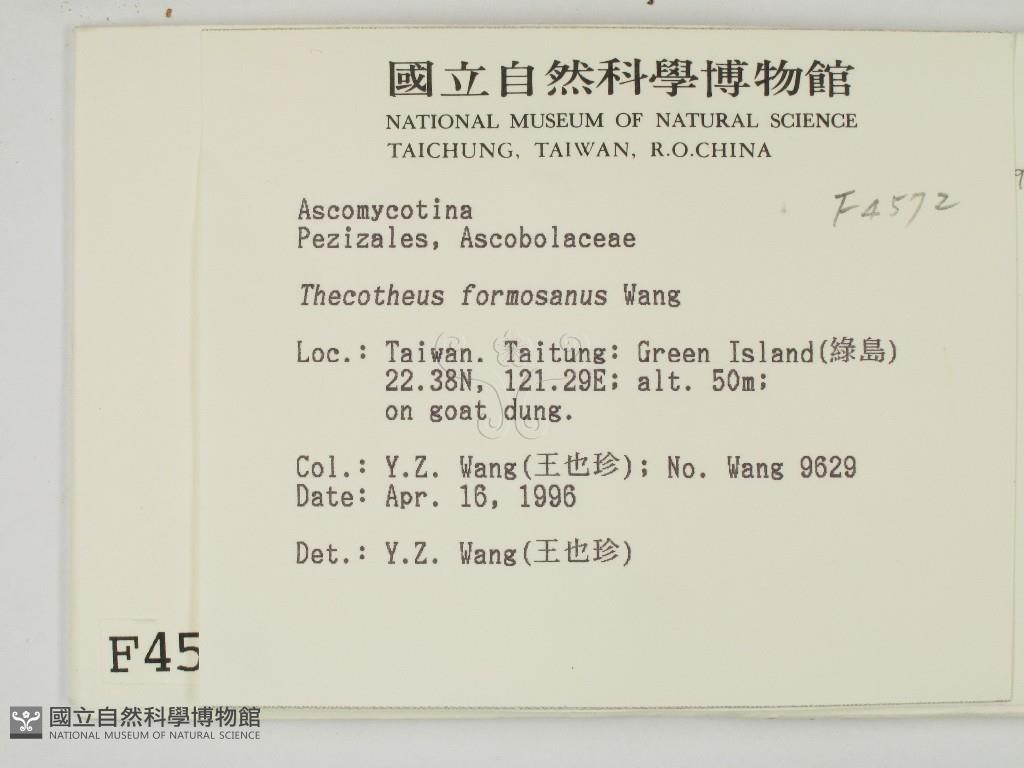 國立自然科學博物館
NATIONAL MUSEUM OF NATURAL SCIENCE
TAICHUNG, TAIWAN, R.O.CHINA
F4572
Ascomycotina
Pezizales, Ascobolaceae
Thecotheus formosanus Wang
Loc.: Taiwan. Taitung: Green Island(綠島)
22.38N, 121.29E; alt. 50m;
on goat dung.
Col.: Y.Z. Wang(王也珍); No. Wang 9629
Date: Apr. 16, 1996
Det.: Y.Z. Wang(王也珍)
F45
國立自然科學博物館
NATIONAL MUSEUM OF NATURAL SCIENCE